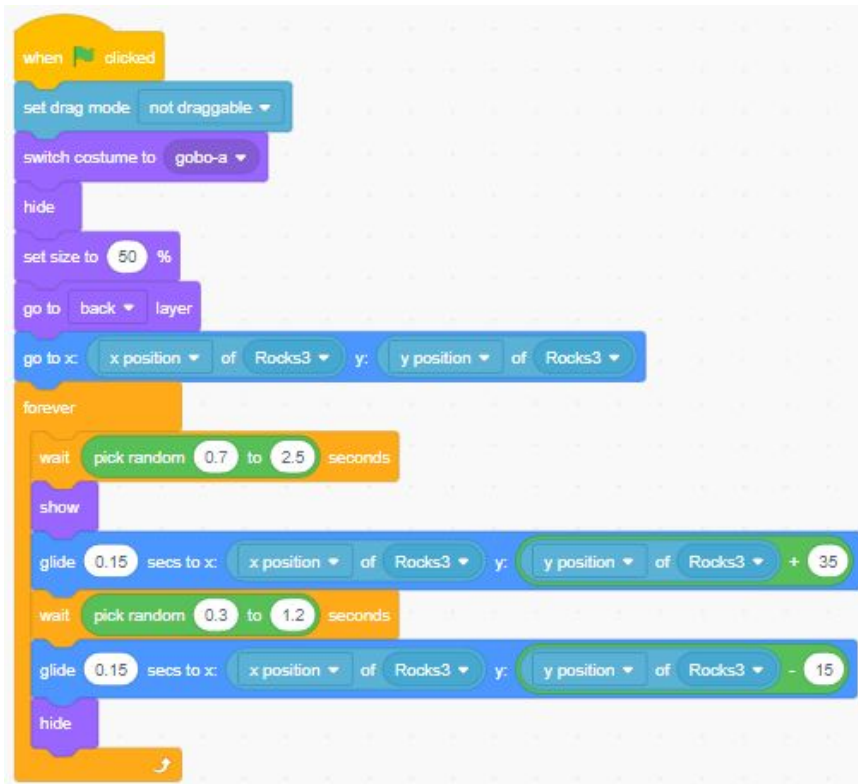 when clicked
set drag mode not draggable
switch costume to gobo-a
hide
set size to 50 %
go to back layer
go to x: x position of Rocks3 y: y position of Rocks3
forever
wait pick random 0.7 to 2.5 seconds
show
glide 0.15 secs to x: x position of Rocks3 y: y position of Rocks3 + 35
wait pick random 0.3 to 1.2 seconds
glide 0.15 secs to x: x position of Rocks3 y: y position of Rocks3 - 15
hide